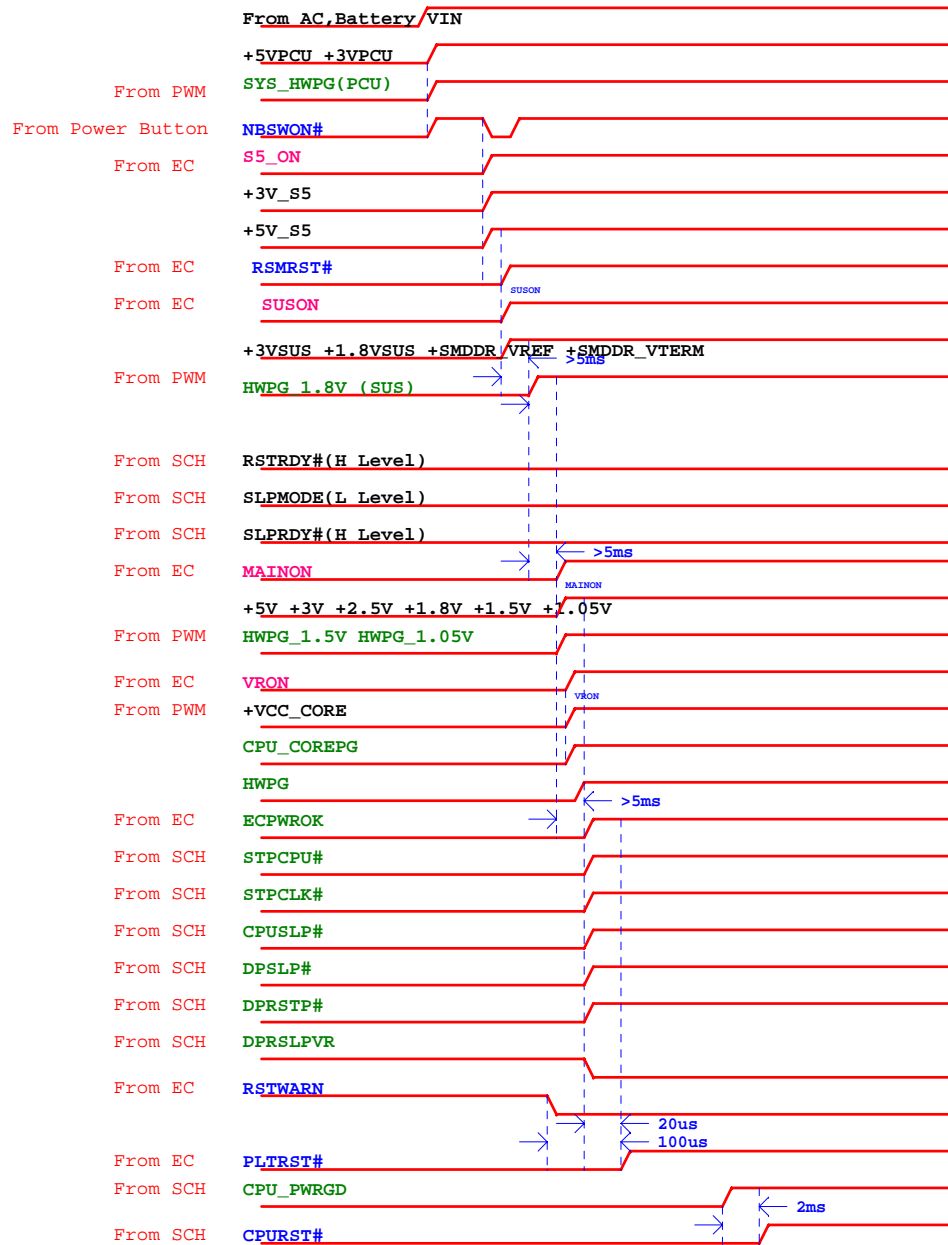 From AC,Battery VIN
+5VPCU +3VPCU
From PWM SYS_HWPG(PCU)
From Power Button NBSWON#
From EC S5_ON
+3V_S5
+5V_S5
From EC RSMRST#
SUSON
From EC SUSON
+3VSUS +1.8VSUS +SMDDR_VREF +SMDDR_VTERM
>5ms
From PWM HWPG_1.8V (SUS)
From SCH RSTRDY#(H Level)
From SCH SLPMODE(L Level)
From SCH SLPRDY#(H Level)
>5ms
From EC MAINON
MAINON
+5V +3V +2.5V +1.8V +1.5V +1.05V
From PWM HWPG_1.5V HWPG_1.05V
From EC VRON
VRON
From PWM +VCC_CORE
CPU_COREPG
HWPG
>5ms
From EC ECPWROK
From SCH STPCPU#
From SCH STPCLK#
From SCH CPUSLP#
From SCH DPSLP#
From SCH DPRSTP#
From SCH DPRSLPVR
From EC RSTWARN
20us
100us
From EC PLTRST#
From SCH CPU_PWRGD
2ms
From SCH CPURST#